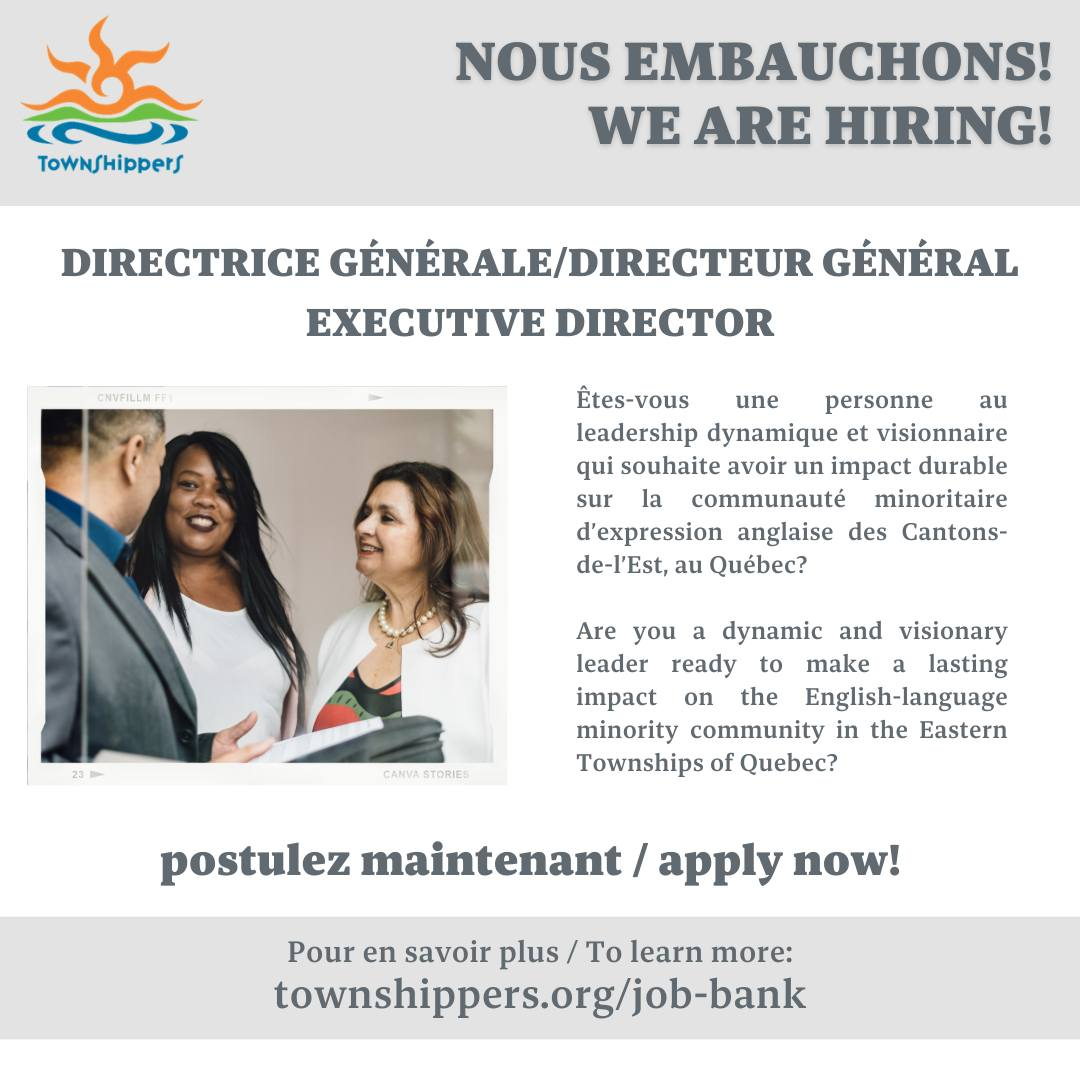 TOWNSHIPPERS
NOUS EMBAUCHONS!
WE ARE HIRING!
DIRECTRICE GÉNÉRALE/DIRECTEUR GÉNÉRAL
EXECUTIVE DIRECTOR
CNVFILLM FF1
23
CANVA STORIES
Êtes-vous une personne au
leadership dynamique et visionnaire
qui souhaite avoir un impact durable
sur la communauté minoritaire
d'expression anglaise des Cantons-
de-l'Est, au Québec?
Are you a dynamic and visionary
leader ready to make a lasting
impact on the English-language
minority community in the Eastern
Townships of Quebec?
postulez maintenant / apply now!
Pour en savoir plus / To learn more:
townshippers.org/job-bank